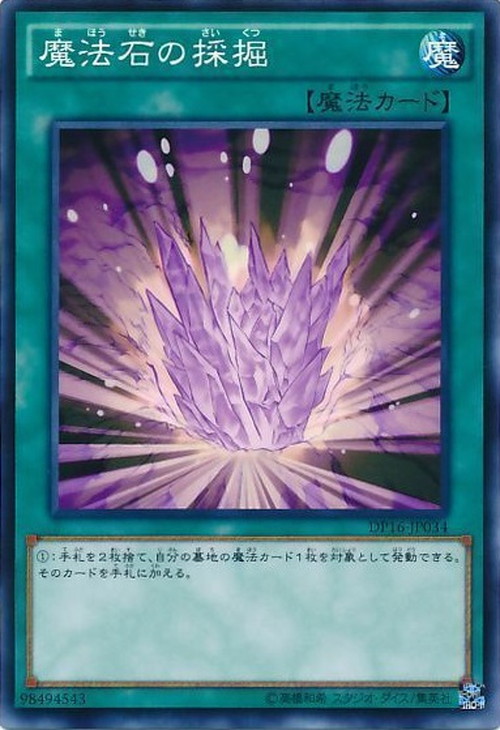 魔法石の採掘
魔
【魔法カード】
DP16-JP034
①:手札を2枚捨て、自分の墓地の魔法カード1枚を対象として発動できる。
そのカードを手札に加える。
98494543
©高橋和希 スタジオ・ダイス/集英社